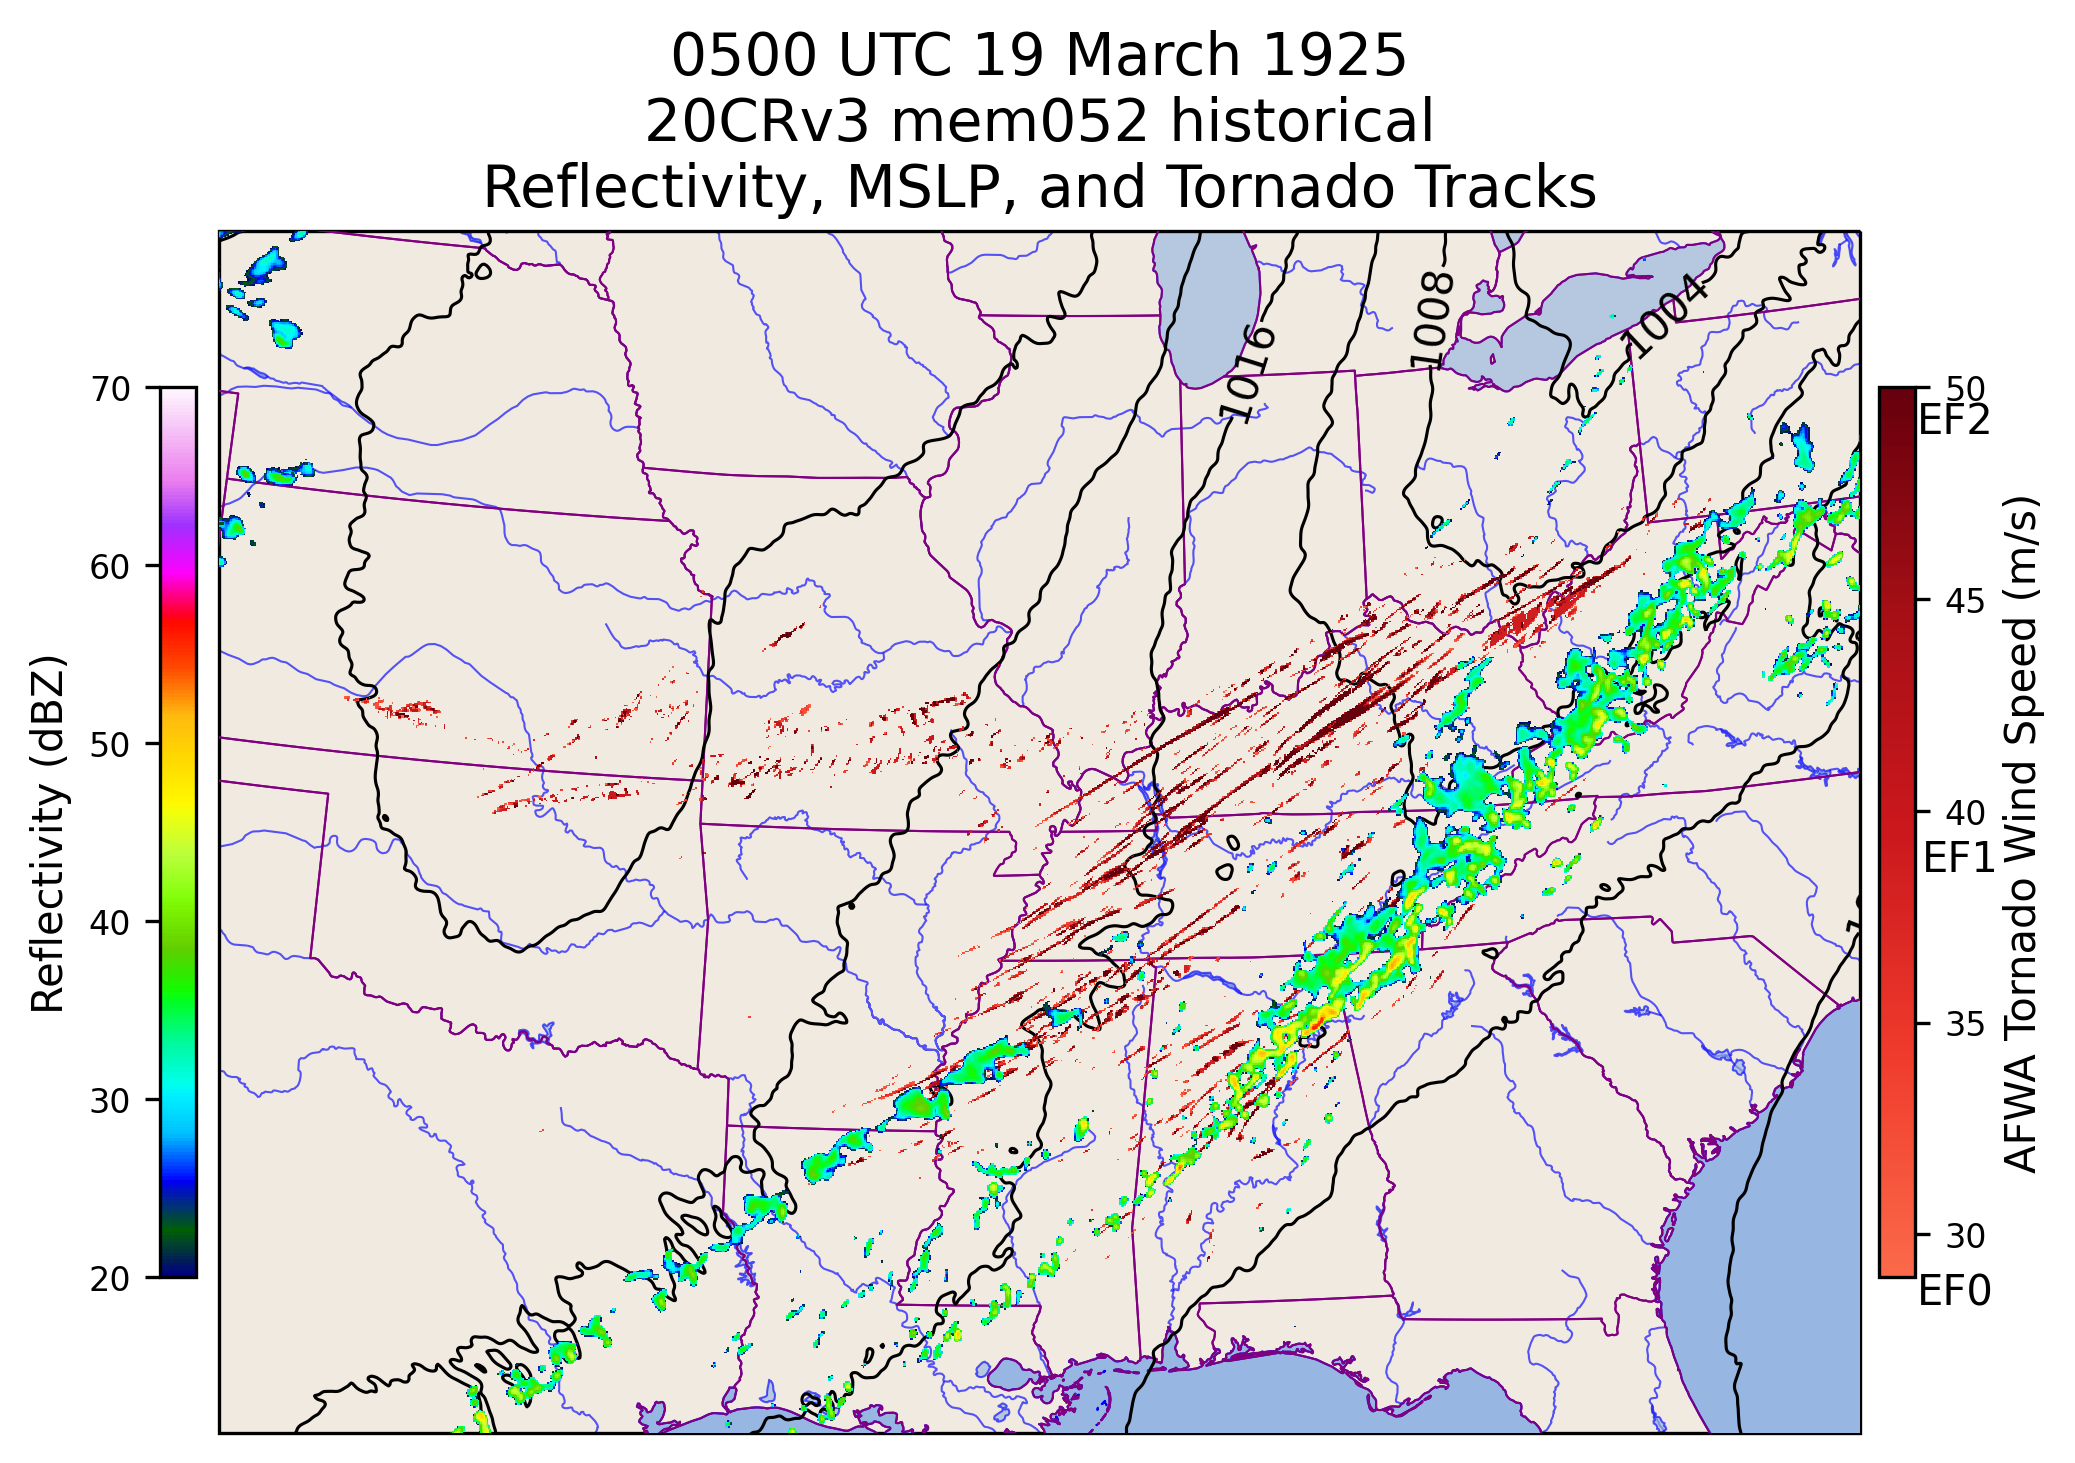 0500 UTC 19 March 1925
20CRv3 mem052 historical
Reflectivity, MSLP, and Tornado Tracks
1016
1008
1004
70
60
50
40
30
20
Reflectivity (dBZ)
50
EF2
45
40
EF1
35
30
EF0
AFWA Tornado Wind Speed (m/s)